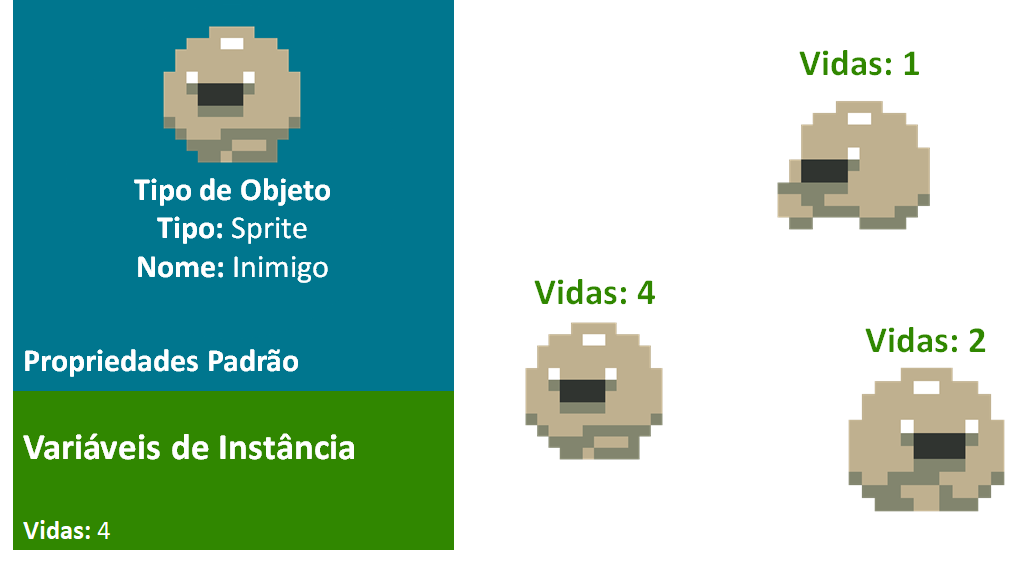 Tipo de Objeto
Tipo: Sprite
Nome: Inimigo
Propriedades Padrão
Variáveis de Instância
Vidas: 4
Vidas: 1
Vidas: 4
Vidas: 2